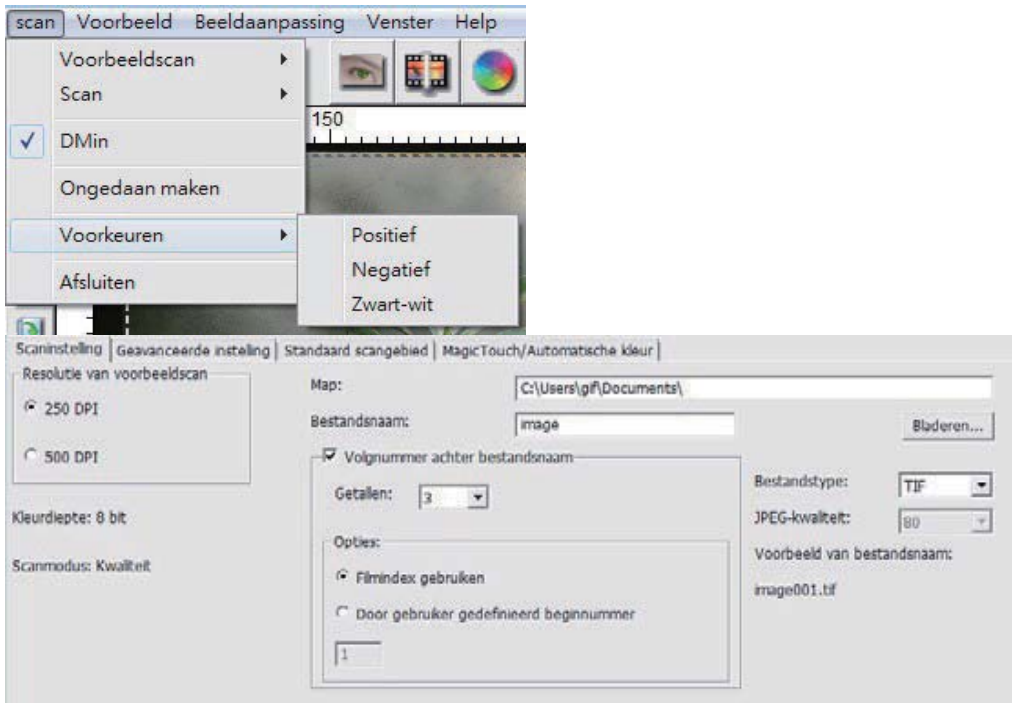 scan Voorbeeld Beeldaanpassing Venster Help
Voorbeeldscan
Scan
DMin
Ongedaan maken
Voorkeuren
Afsluiten
Positief
Negatief
Zwart-wit
150
Scaninstelling Geavanceerde insteling Standaard scangebied MagicTouch/Automatische kleur
Resolutie van voorbeeldscan
250 DPI
500 DPI
Kleurdiepte: 8 bit
Scanmodus: Kwaliteit
Map: C:\Users\gif\Documents\
Bestandsnaam: image Bladeren...
Volgnummer achter bestandsnaam
Getallen: 3
Opties:
Filmindex gebruiken
Door gebruiker gedefinieerd beginnummer
1
Bestandstype: TIF
JPEG-kwaliteit: 80
Voorbeeld van bestandsnaam:
image001.tif